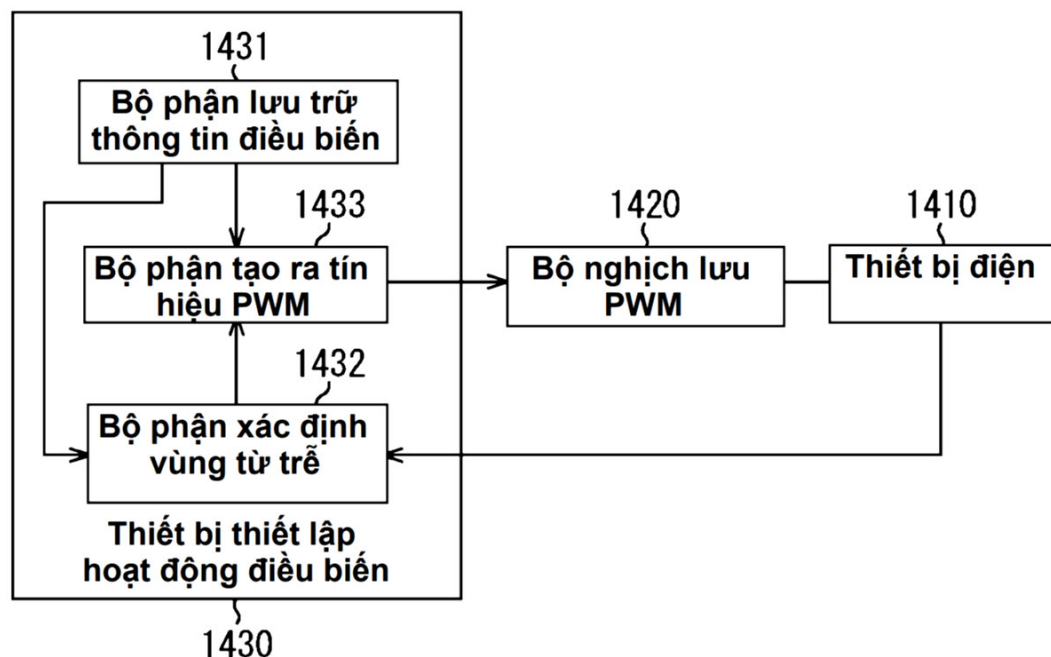 1431
Bộ phận lưu trữ
thông tin điều biến
1433
Bộ phận tạo ra tín
hiệu PWM
1420
Bộ nghịch lưu
PWM
1410
Thiết bị điện
1432
Bộ phận xác định
vùng từ trễ
Thiết bị thiết lập
hoạt động điều biến
1430